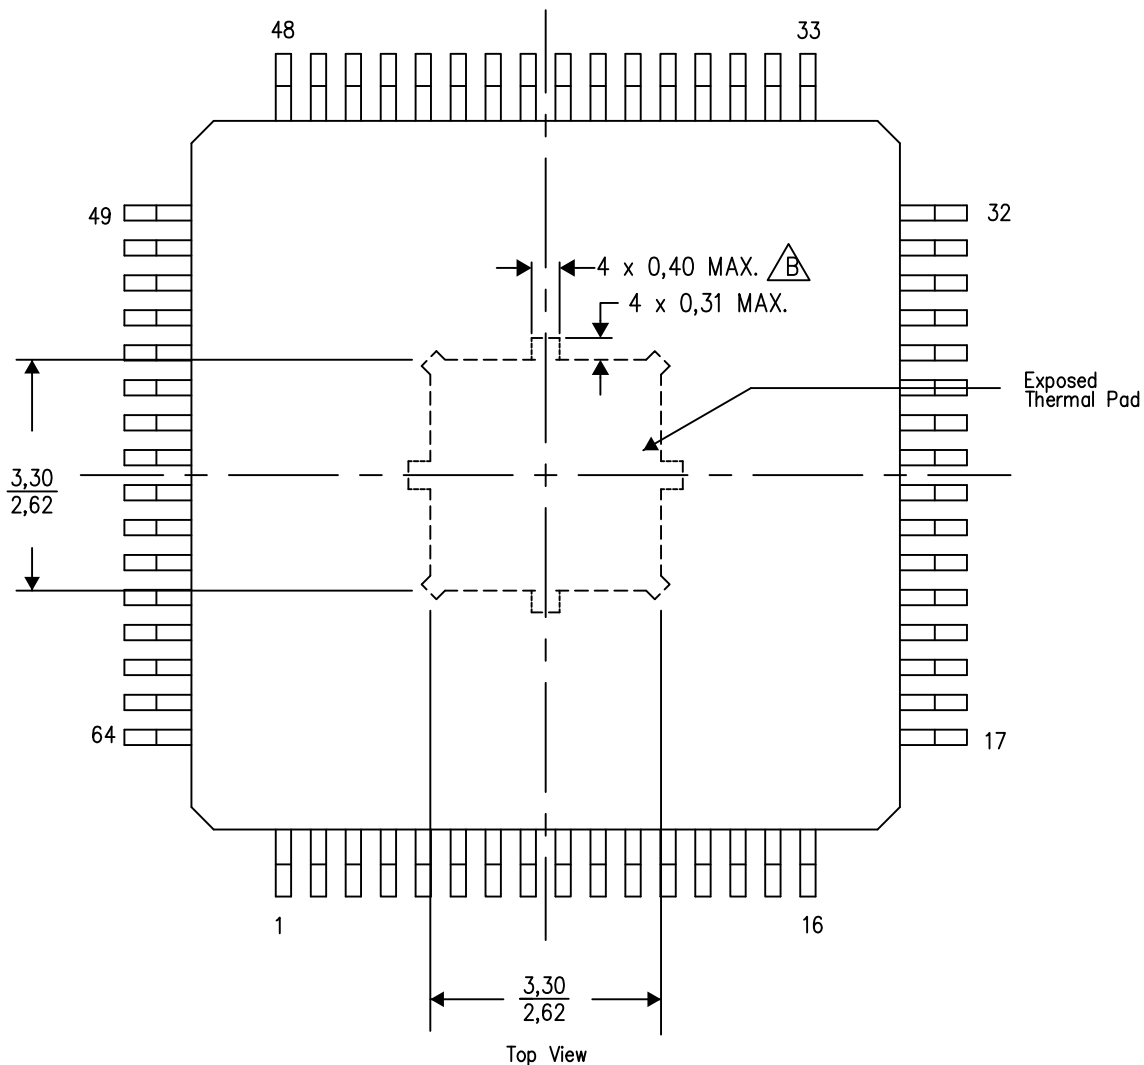 48
33
49
32
4 x 0,40 MAX. B
4 x 0,31 MAX.
Exposed
Thermal Pad
3,30
2,62
64
17
1
16
3,30
2,62
Top View